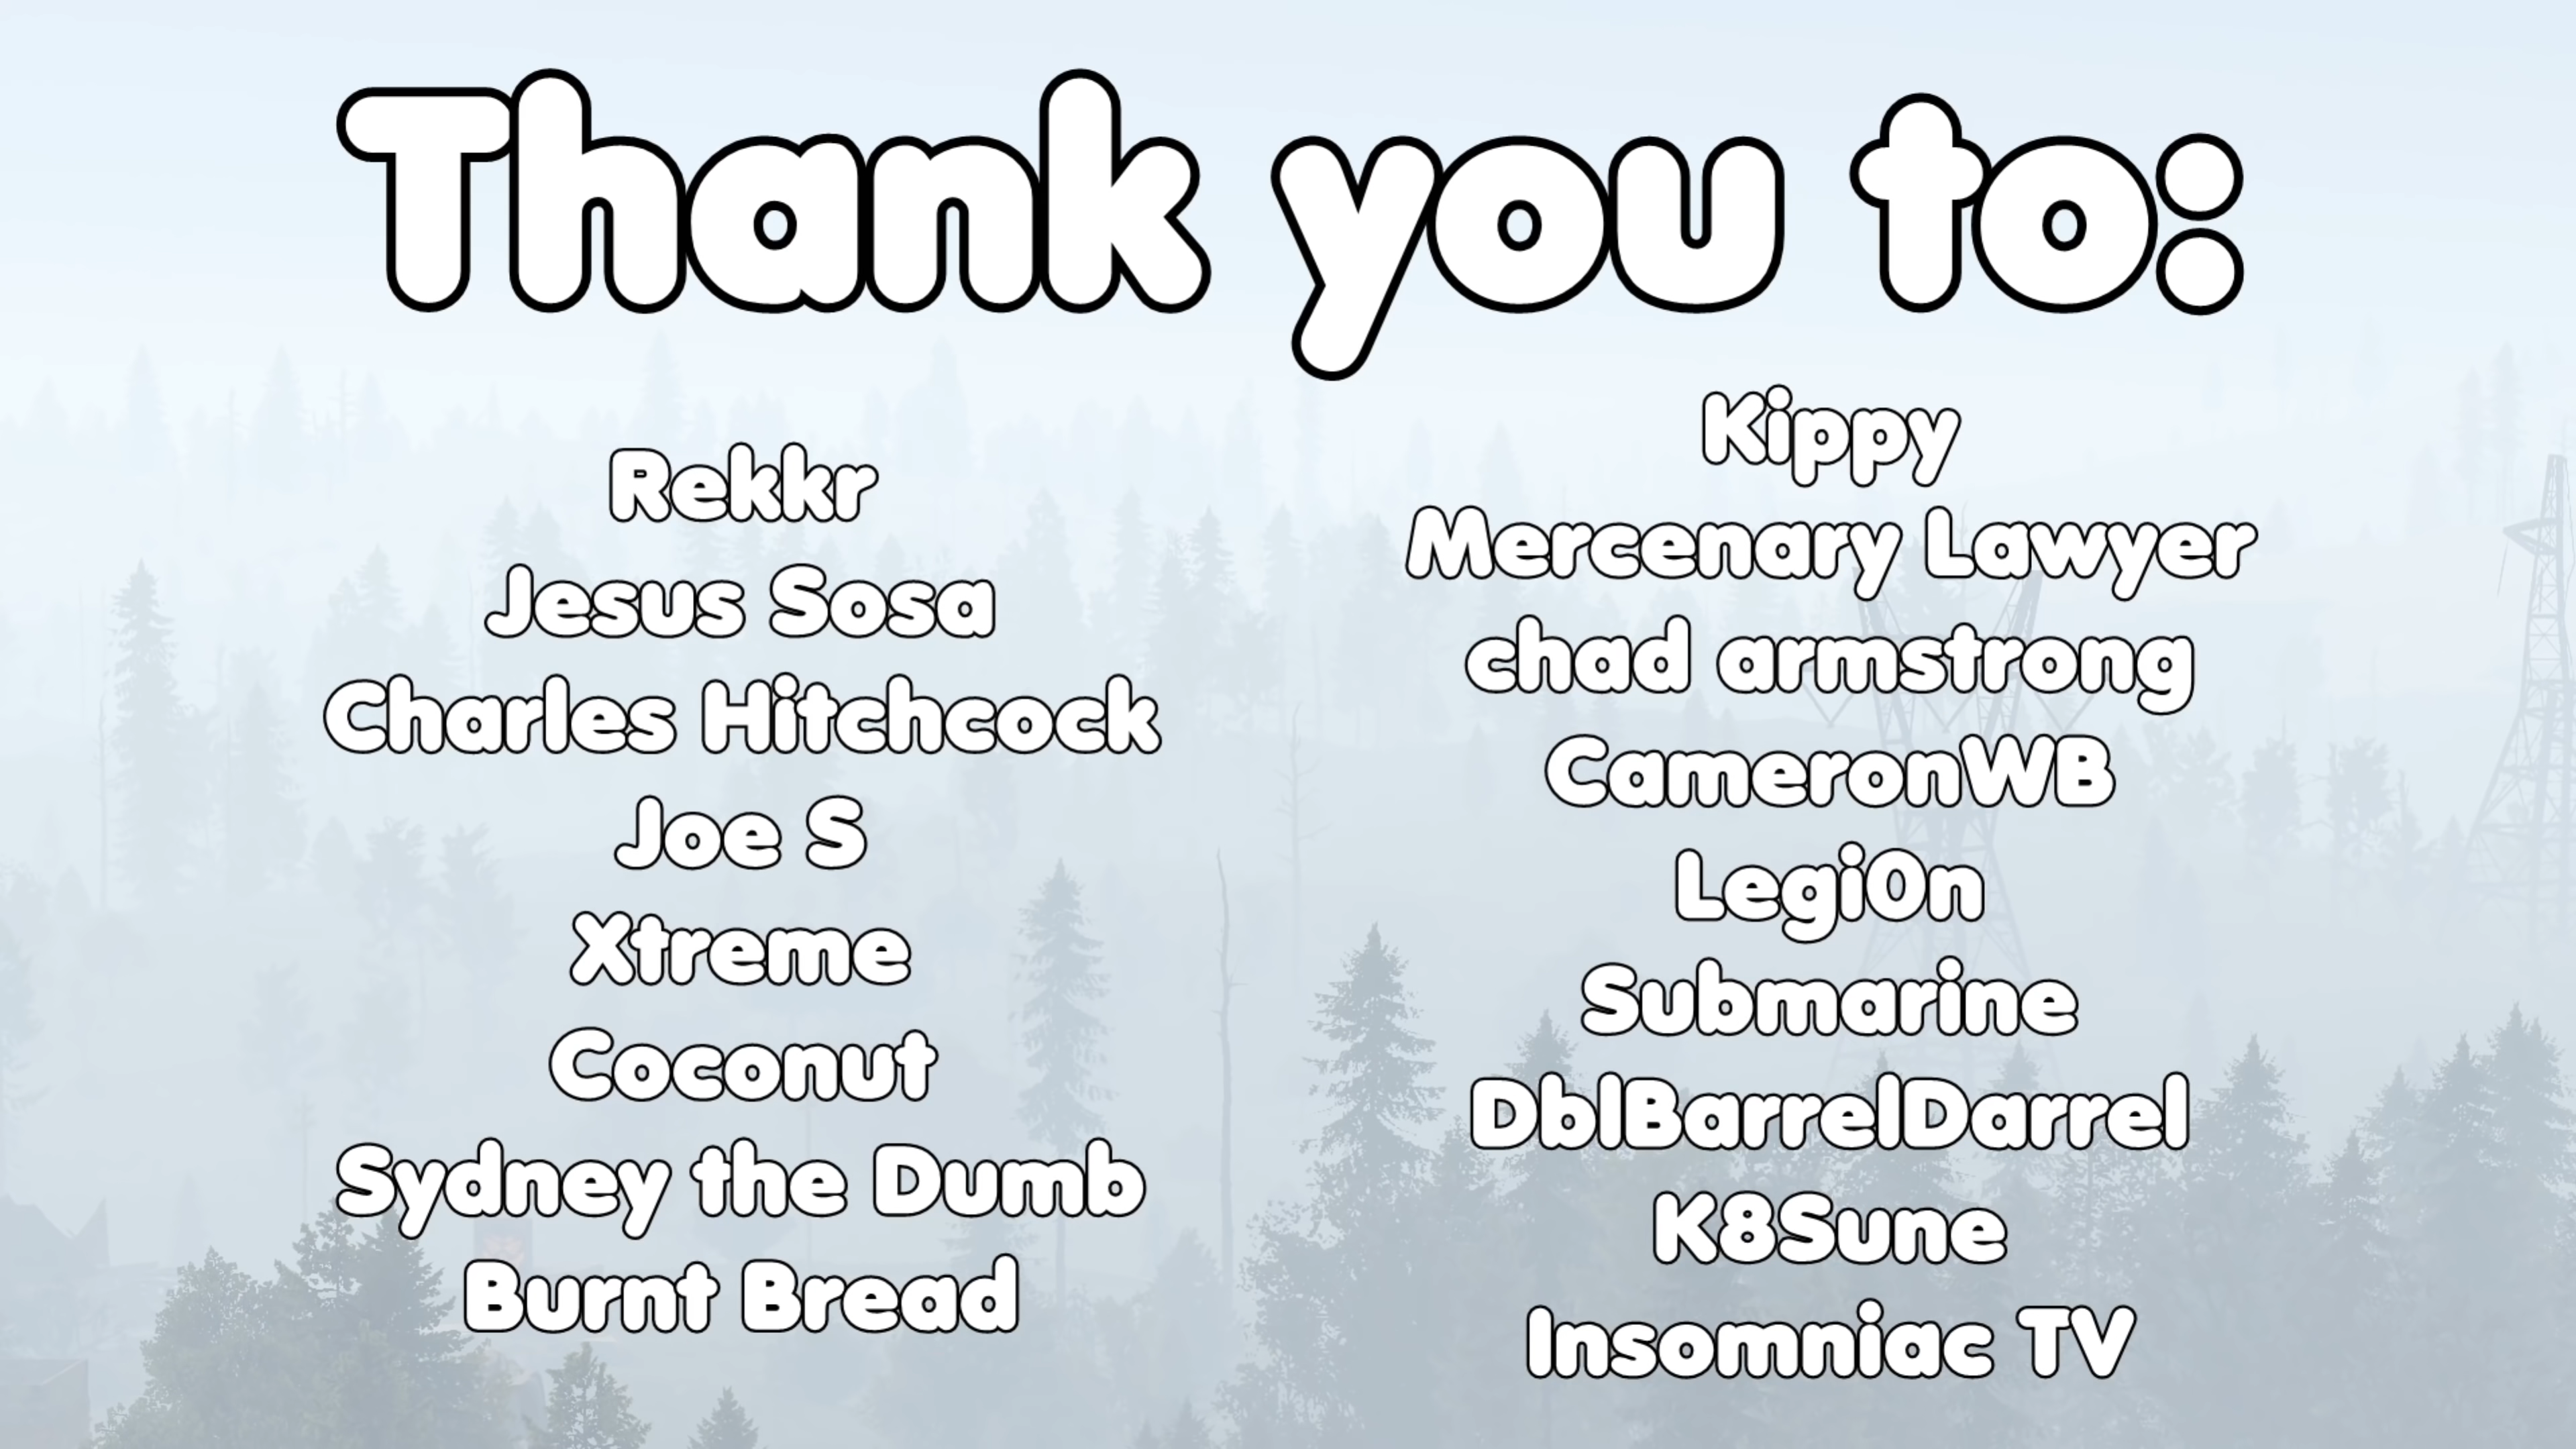 Thank you to:
Rekkr
Jesus Sosa
Charles Hitchcock
Joe S
Xtreme
Coconut
Sydney the Dumb
Burnt Bread
Kippy
Mercenary Lawyer
chad armstrong
CameronWB
Legi0n
Submarine
DblBarrelDarrel
K8Sune
Insomniac TV